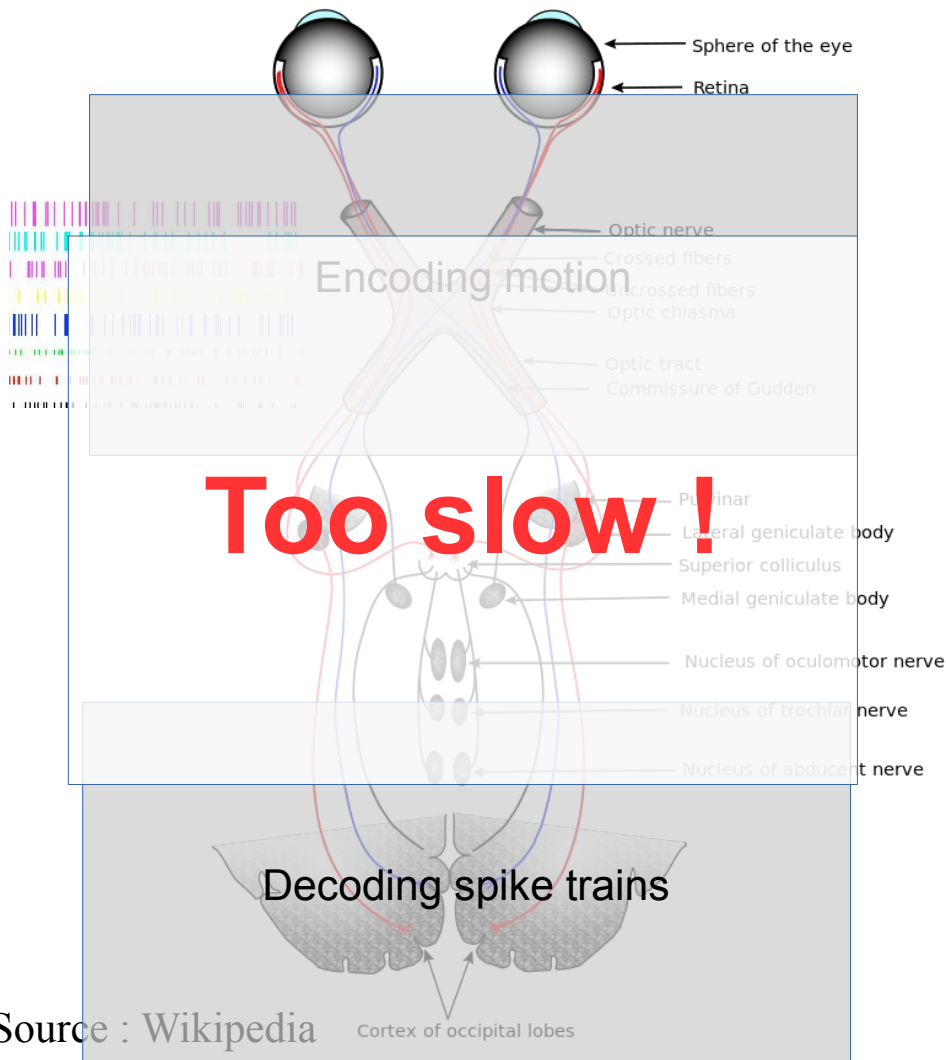 Sphere of the eye
Retina
Optic nerve
Crossed fibers
Encoding motion
Uncrossed fibers
Optic chiasma
Optic tract
Commissure of Gudden
Too slow !
Pulvinar
Lateral geniculate body
Superior colliculus
Medial geniculate body
Nucleus of oculomotor nerve
Nucleus of trochlar nerve
Nucleus of abducent nerve
Decoding spike trains
Source : Wikipedia
Cortex of occipital lobes